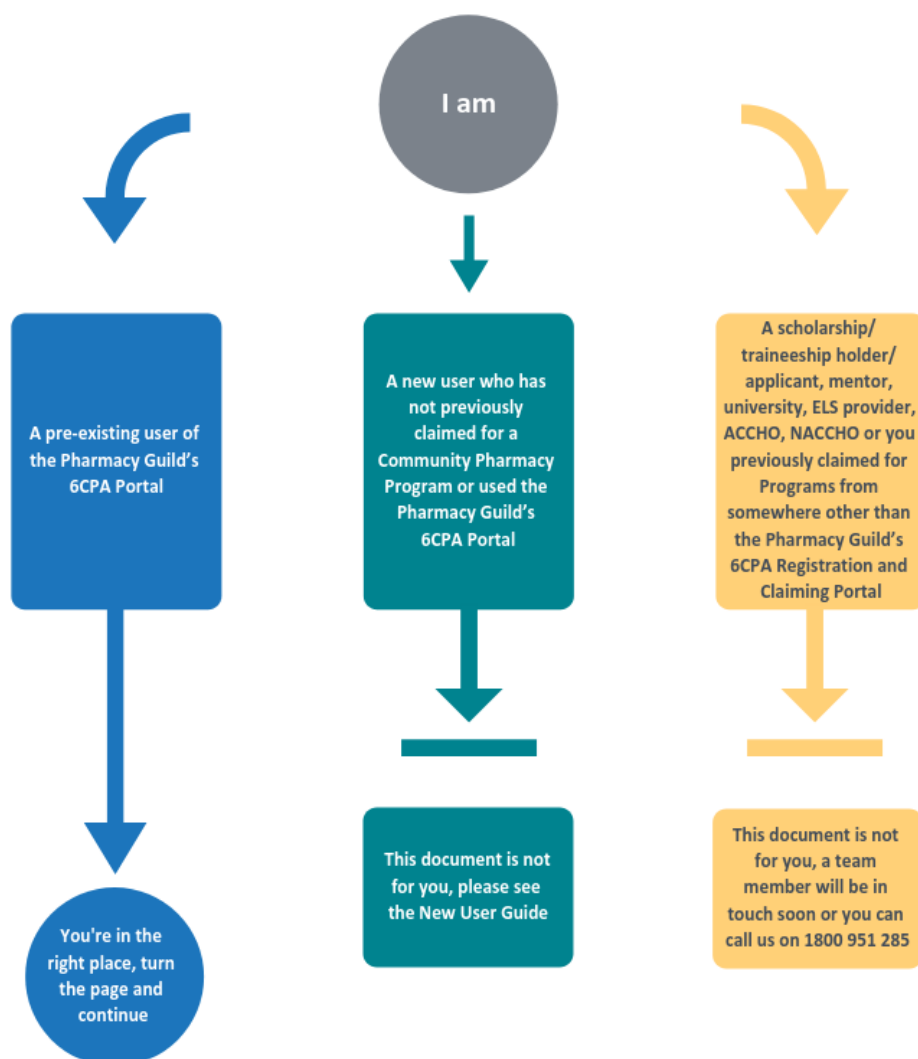 I am
A pre-existing user of
the Pharmacy Guild's
6CPA Portal
A new user who has
not previously
claimed for a
Community Pharmacy
Program or used the
Pharmacy Guild's
6CPA Portal
A scholarship/
traineeship holder/
applicant, mentor,
university, ELS provider,
ACCHO, NACCHO or you
previously claimed for
Programs from
somewhere other than
the Pharmacy Guild's
6CPA Registration and
Claiming Portal
You're in the
right place, turn
the page and
continue
This document is not
for you, please see
the New User Guide
This document is not
for you, a team
member will be in
touch soon or you can
call us on 1800 951 285